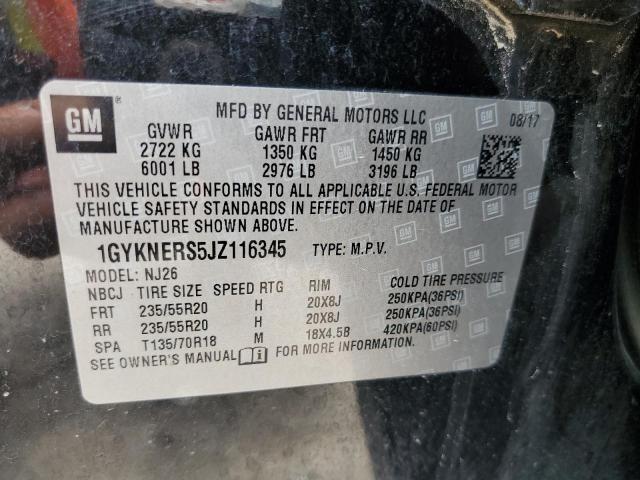 GM
MFD BY GENERAL MOTORS LLC 08/17
GVWR GAWR FRT GAWR RR
2722 KG 1350 KG 1450 KG
6001 LB 2976 LB 3196 LB
THIS VEHICLE CONFORMS TO ALL APPLICABLE U.S. FEDERAL MOTOR
VEHICLE SAFETY STANDARDS IN EFFECT ON THE DATE OF
MANUFACTURE SHOWN ABOVE.
1GYKNERS5JZ116345 TYPE: M.P.V.
MODEL: NJ26
NBCJ TIRE SIZE SPEED RTG RIM COLD TIRE PRESSURE
FRT 235/55R20 H 20X8J 250KPA(36PSI)
RR 235/55R20 H 20X8J 250KPA(36PSI)
SPA T135/70R18 M 18X4.5B 420KPA(60PSI)
SEE OWNER'S MANUAL FOR MORE INFORMATION.